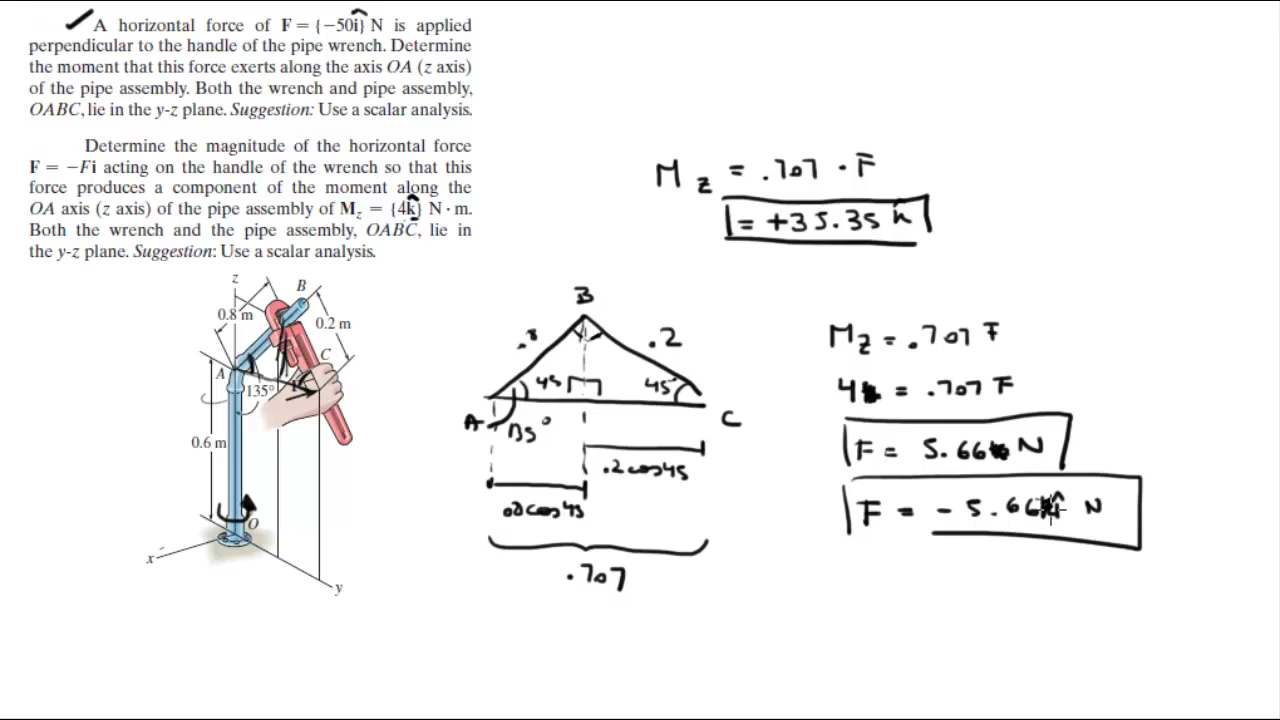 A horizontal force of F = {−50i} N is applied
perpendicular to the handle of the pipe wrench. Determine
the moment that this force exerts along the axis OA (z axis)
of the pipe assembly. Both the wrench and pipe assembly,
OABC, lie in the y-z plane. Suggestion: Use a scalar analysis.
Determine the magnitude of the horizontal force
F = −Fi acting on the handle of the wrench so that this
force produces a component of the moment along the
OA axis (z axis) of the pipe assembly of M_z = {4k} N · m.
Both the wrench and the pipe assembly, OABC, lie in
the y-z plane. Suggestion: Use a scalar analysis.
z
B
0.8 m
0.2 m
A
C
135°
0.6 m
O
x
y
M_z = .707 · F
= +35.35 k
B
.8
.2
45
45°
A
135°
C
.2cos45
.8cos45
.707
M_z = .707 F
4 = .707 F
F = 5.66 N
F = - 5.66 i N